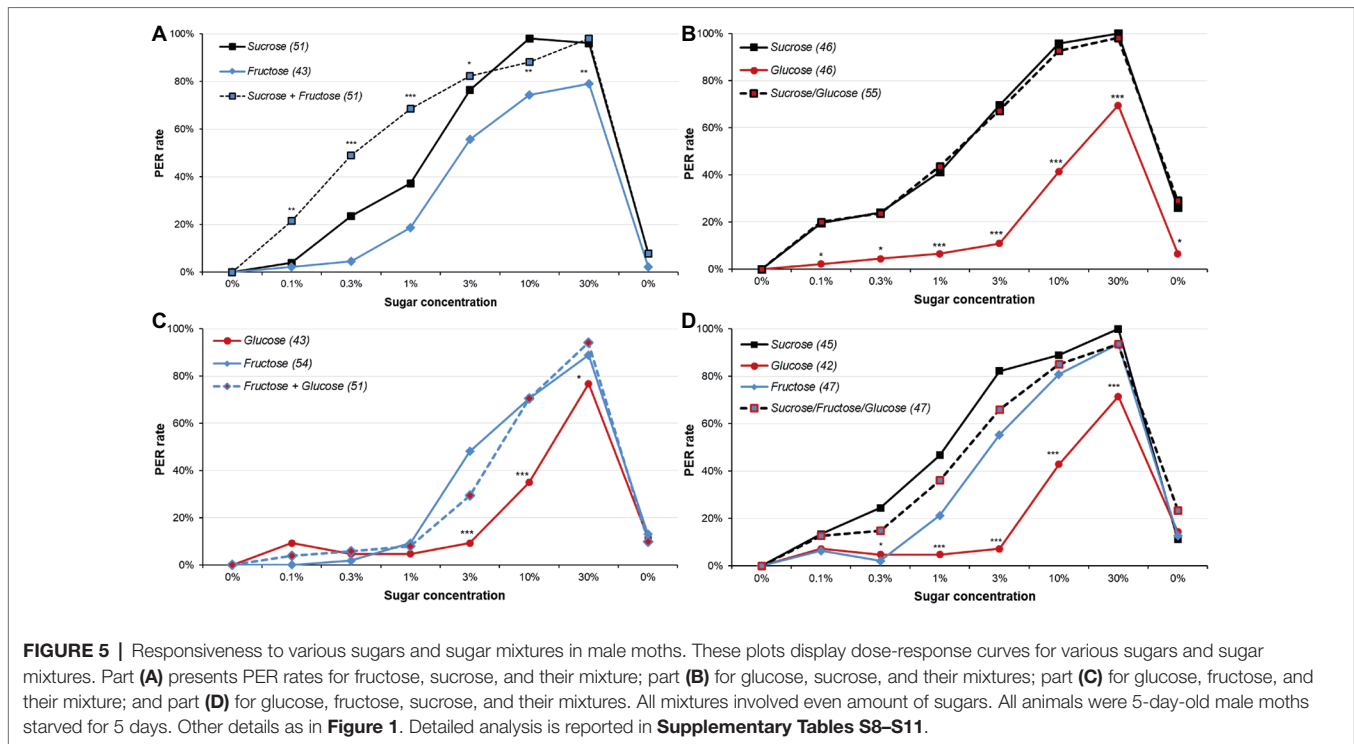 A
Sucrose (51)
Fructose (43)
Sucrose + Fructose (51)
PER rate
100%
80%
60%
40%
20%
0%
** *** *** * ** **
0% 0.1% 0.3% 1% 3% 10% 30% 0%
Sugar concentration
B
Sucrose (46)
Glucose (46)
Sucrose/Glucose (55)
PER rate
100%
80%
60%
40%
20%
0%
* * *** *** *** *** *
0% 0.1% 0.3% 1% 3% 10% 30% 0%
Sugar concentration
C
Glucose (43)
Fructose (54)
Fructose + Glucose (51)
PER rate
100%
80%
60%
40%
20%
0%
*** *** *
0% 0.1% 0.3% 1% 3% 10% 30% 0%
Sugar concentration
D
Sucrose (45)
Glucose (42)
Fructose (47)
Sucrose/Fructose/Glucose (47)
PER rate
100%
80%
60%
40%
20%
0%
* *** *** *** ***
0% 0.1% 0.3% 1% 3% 10% 30% 0%
Sugar concentration
FIGURE 5 | Responsiveness to various sugars and sugar mixtures in male moths. These plots display dose-response curves for various sugars and sugar
mixtures. Part (A) presents PER rates for fructose, sucrose, and their mixture; part (B) for glucose, sucrose, and their mixtures; part (C) for glucose, fructose, and
their mixture; and part (D) for glucose, fructose, sucrose, and their mixtures. All mixtures involved even amount of sugars. All animals were 5-day-old male moths
starved for 5 days. Other details as in Figure 1. Detailed analysis is reported in Supplementary Tables S8–S11.